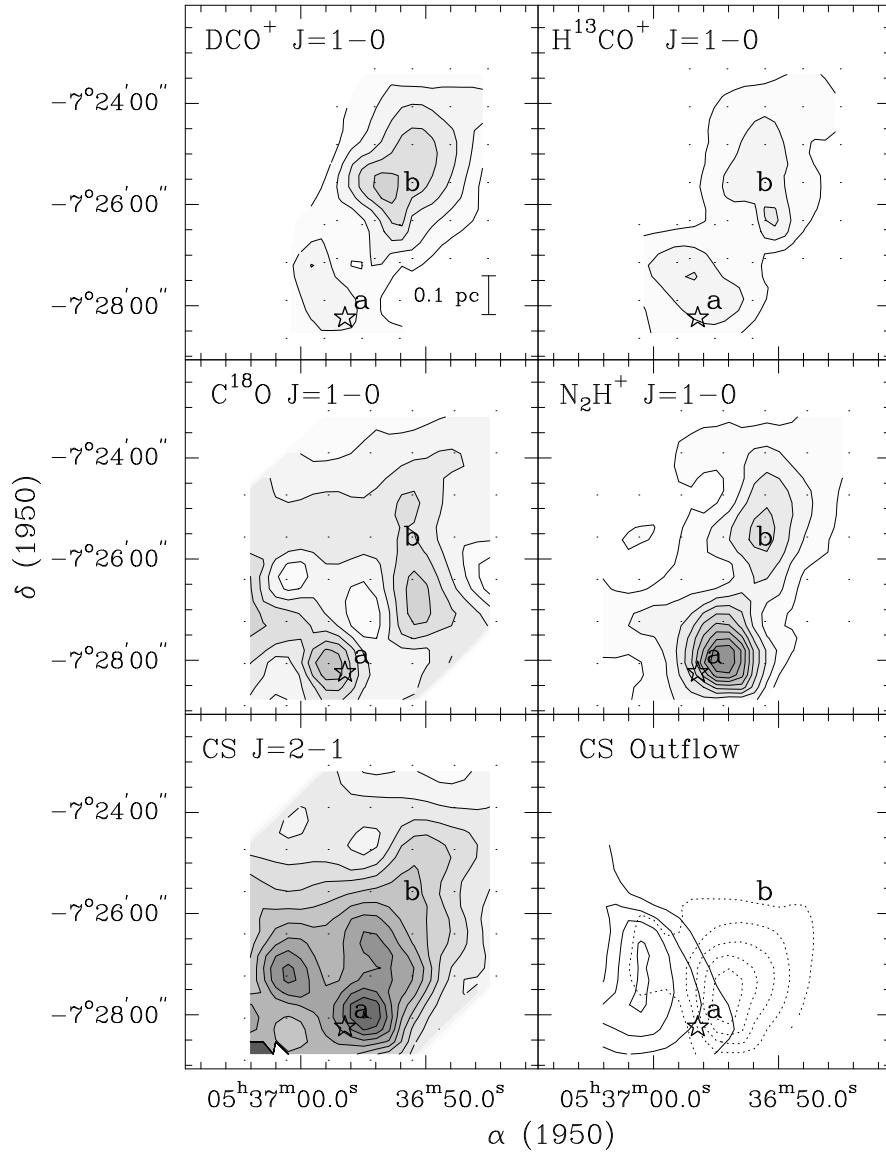 DCO⁺ J=1−0
H¹³CO⁺ J=1−0
−7°24′00″
−7°26′00″
−7°28′00″
b
a
0.1 pc
b
a
C¹⁸O J=1−0
N₂H⁺ J=1−0
−7°24′00″
−7°26′00″
−7°28′00″
b
a
b
a
δ (1950)
CS J=2−1
CS Outflow
−7°24′00″
−7°26′00″
−7°28′00″
b
a
b
a
05ʰ37ᵐ00.0ˢ
36ᵐ50.0ˢ
05ʰ37ᵐ00.0ˢ
36ᵐ50.0ˢ
α (1950)